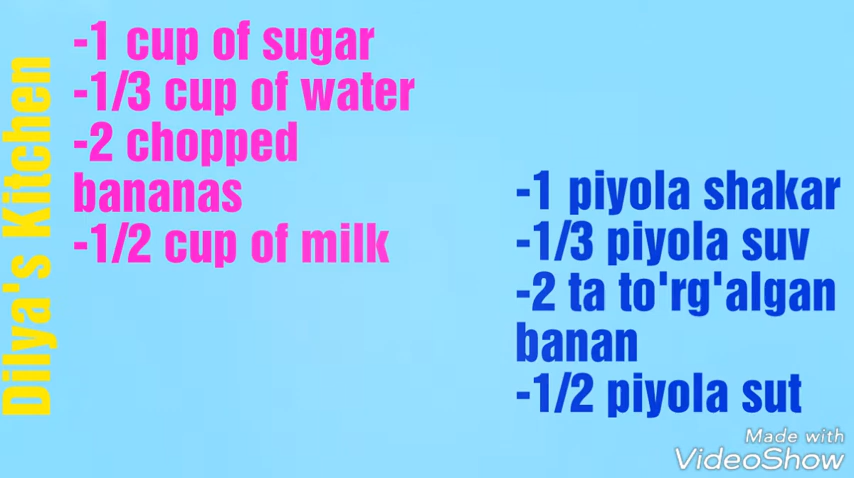 Dilya's Kiitchen
-1 cup of sugar
-1/3 cup of water
-2 chopped
bananas
-1/2 cup of milk
-1 piyola shakar
-1/3 piyola suv
-2 ta to'rg'algan
banan
-1/2 piyola sut
Made with
VideoShow